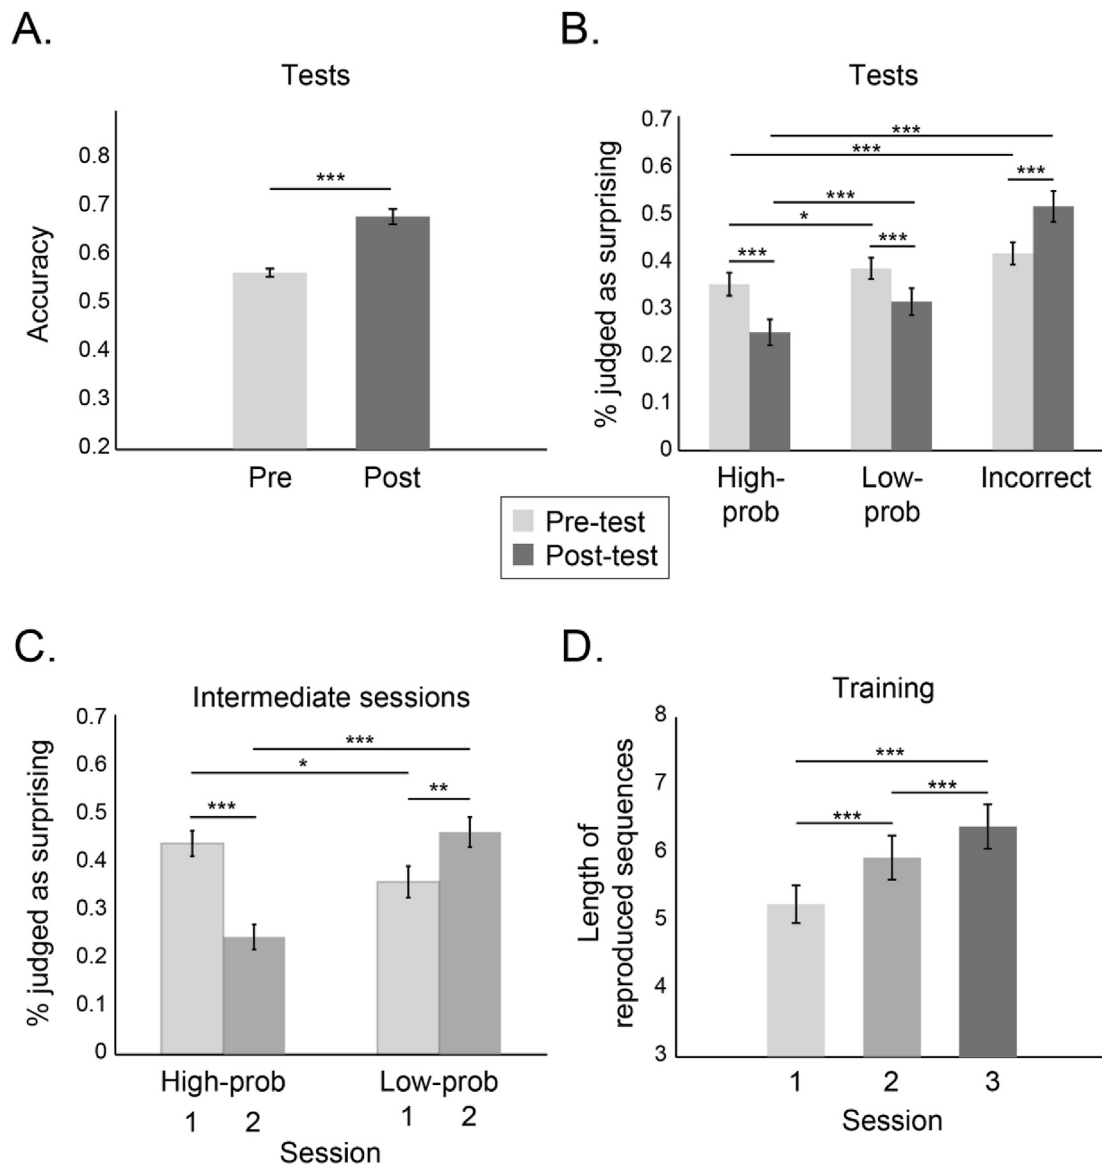 A.
Tests
Accuracy
0.8
0.7
0.6
0.5
0.4
0.3
0.2
***
Pre
Post
B.
Tests
% judged as surprising
0.7
0.6
0.5
0.4
0.3
0.2
0.1
0
***
***
***
***
*
***
***
High-
prob
Low-
prob
Incorrect
Pre-test
Post-test
C.
Intermediate sessions
% judged as surprising
0.7
0.6
0.5
0.4
0.3
0.2
0.1
0
***
*
**
***
High-prob
Low-prob
1
2
1
2
Session
D.
Training
Length of
reproduced sequences
8
7
6
5
4
3
***
***
***
1
2
3
Session